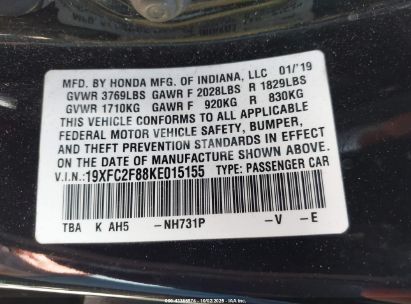 MFD. BY HONDA MFG. OF INDIANA, LLC 01/'19
GVWR 3769LBS GAWR F 2028LBS R 1829LBS
GVWR 1710KG GAWR F 920KG R 830KG
THIS VEHICLE CONFORMS TO ALL APPLICABLE
FEDERAL MOTOR VEHICLE SAFETY, BUMPER,
AND THEFT PREVENTION STANDARDS IN EFFECT
ON THE DATE OF MANUFACTURE SHOWN ABOVE.
V.I.N.: 19XFC2F88KE015155 TYPE: PASSENGER CAR
TBA K AH5 -NH731P -V -E